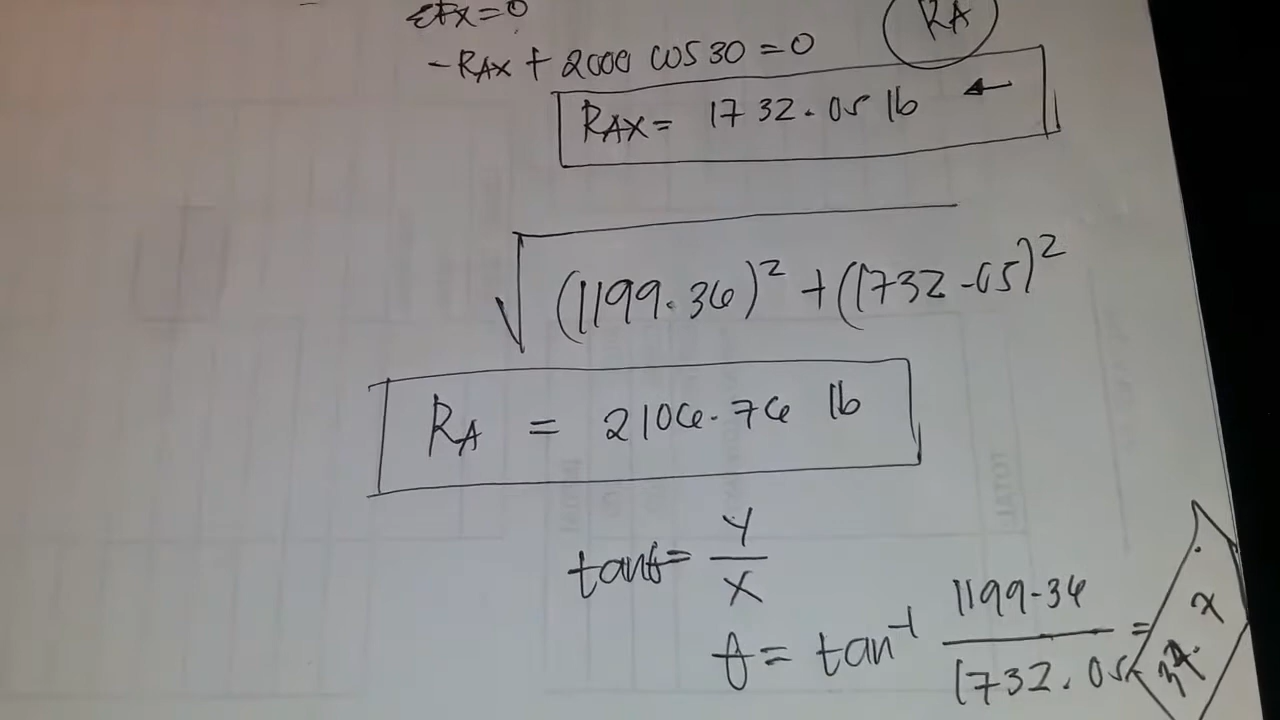 ΣFx=0
RA
-RAX + 2000 cos 30 = 0
RAX = 1732.05 lb ←
√(1199.36)² + (1732.05)²
RA = 2106.76 lb
tanθ = Y/X
θ = tan⁻¹ 1199.36/1732.05 =